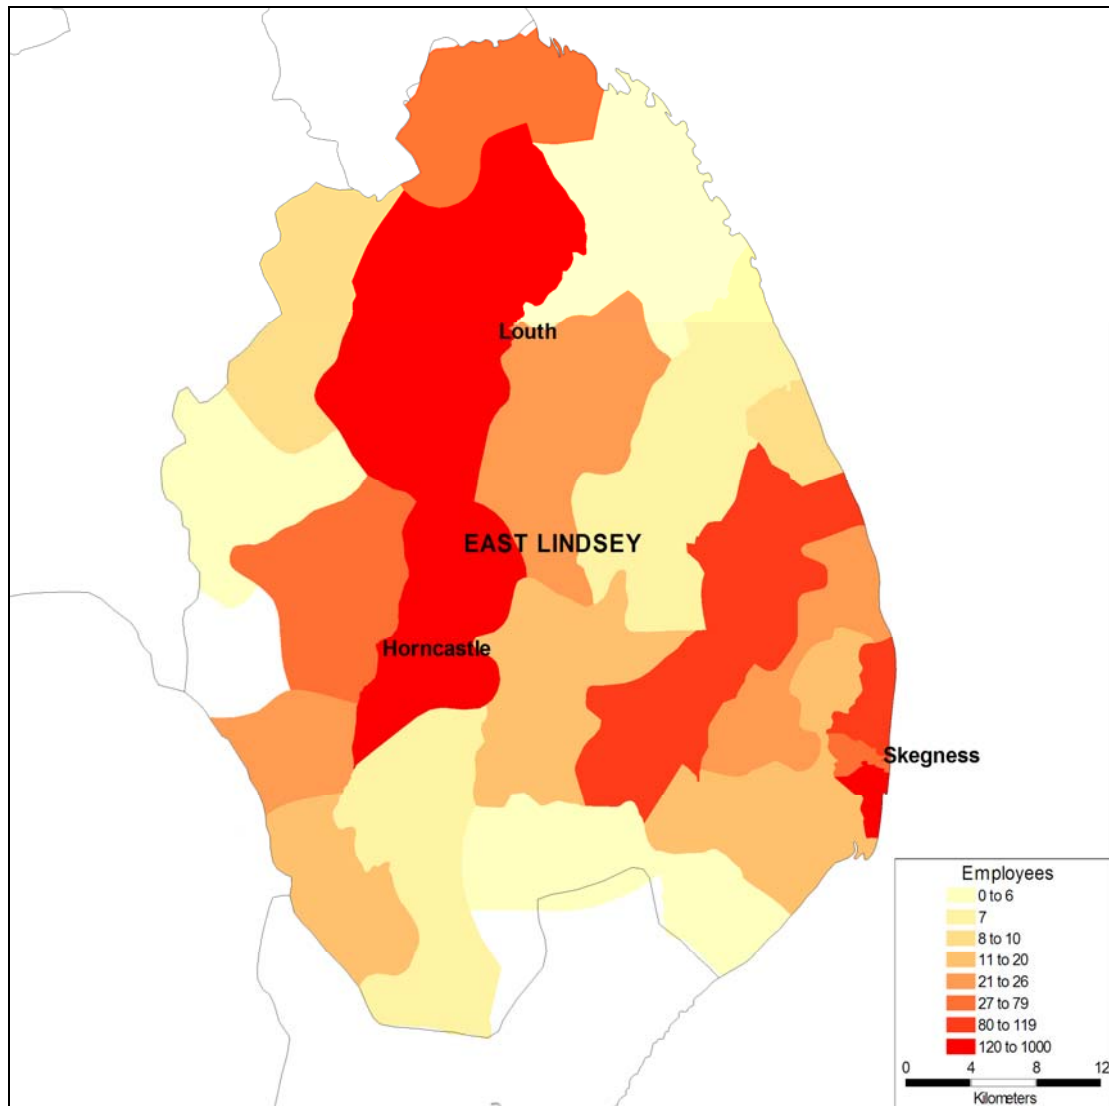 Louth
EAST LINDSEY
Horncastle
Skegness
Employees
0 to 6
7
8 to 10
11 to 20
21 to 26
27 to 79
80 to 119
120 to 1000
0 4 8 12
Kilometers